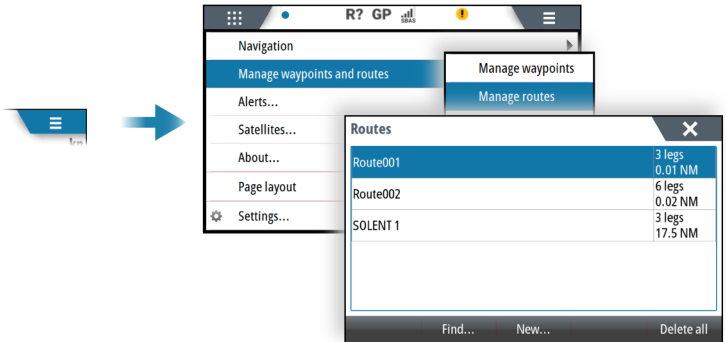 R? GP SBAS !
Navigation
Manage waypoints and routes
Alerts...
Satellites...
About...
Page layout
Settings...
Manage waypoints
Manage routes
kn
Routes
Route001 3 legs
0.01 NM
Route002 6 legs
0.02 NM
SOLENT 1 3 legs
17.5 NM
Find... New... Delete all